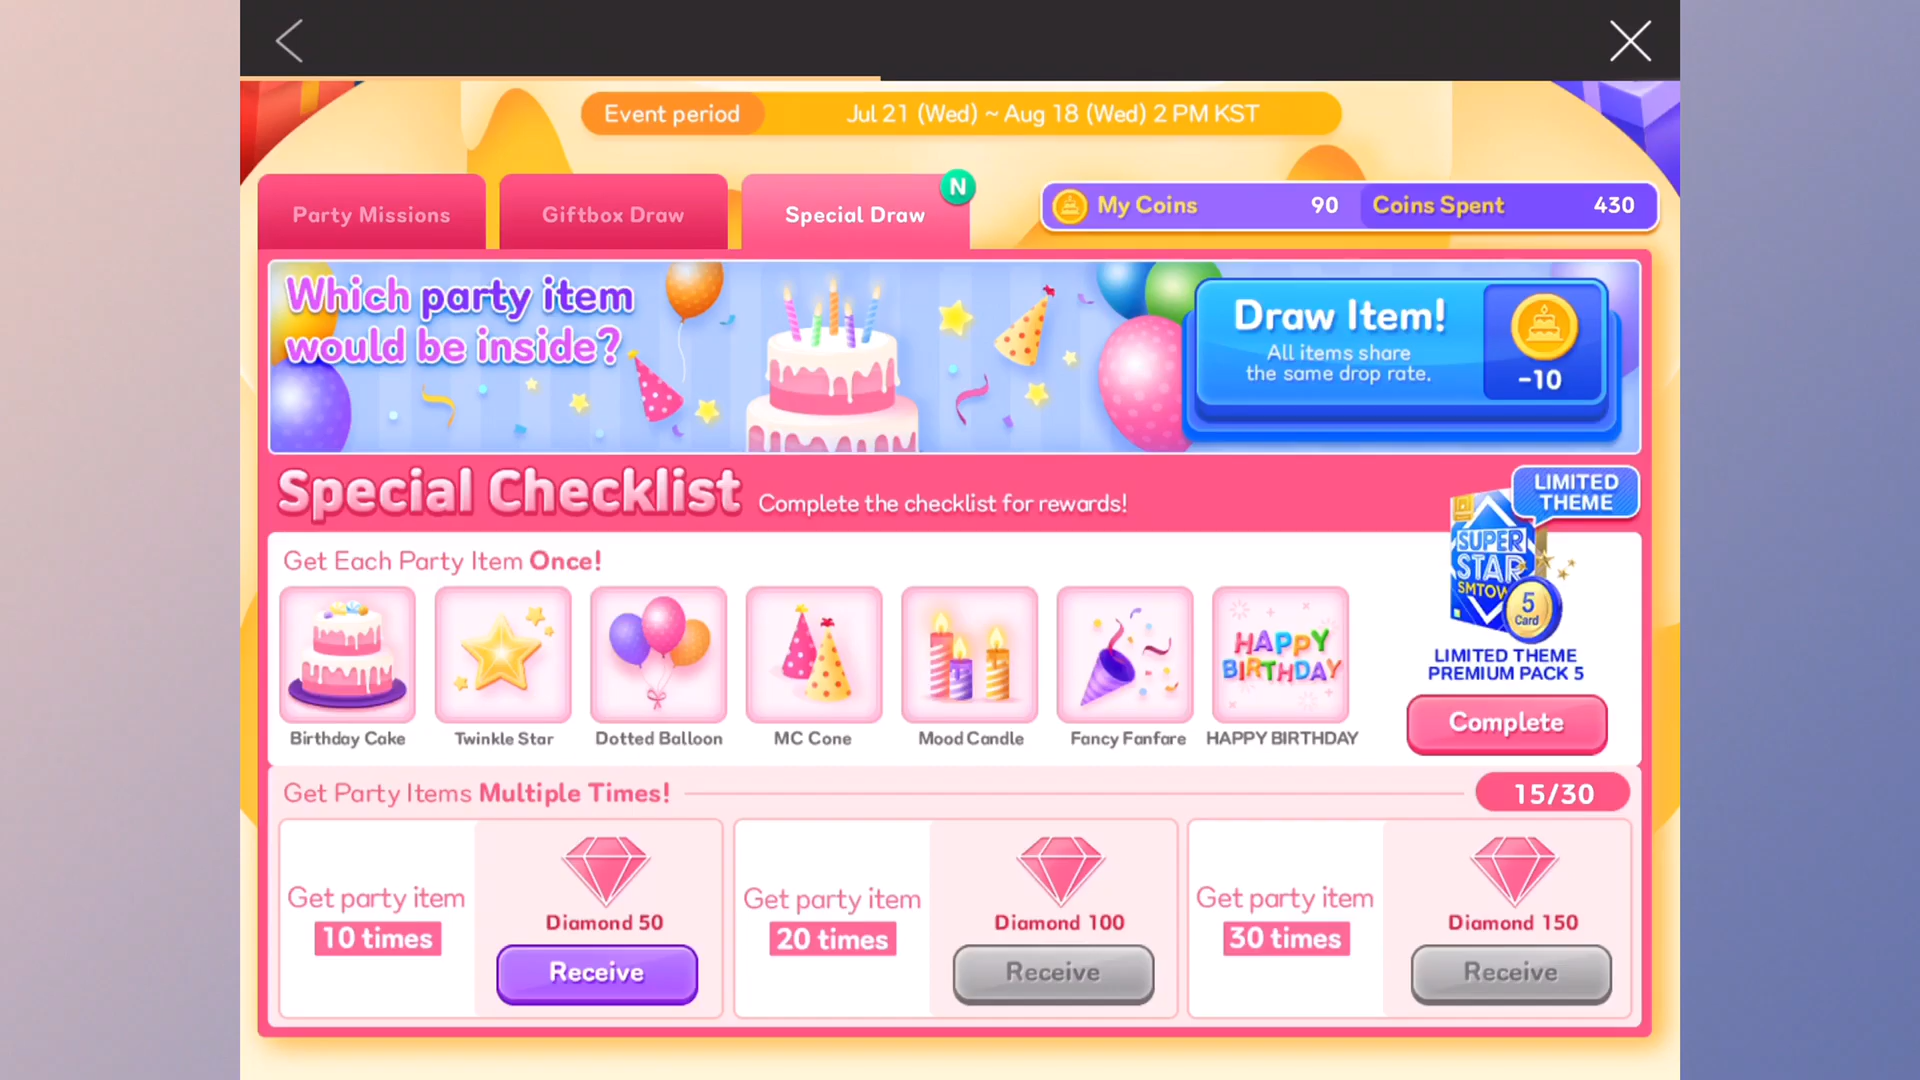 Event period
Jul 21 (Wed) ~ Aug 18 (Wed) 2 PM KST
Party Missions
Giftbox Draw
Special Draw
N
My Coins
90
Coins Spent
430
Which party item
would be inside?
Draw Item!
All items share
the same drop rate.
-10
Special Checklist
Complete the checklist for rewards!
LIMITED
THEME
SUPER
STAR
SMTOWN
5
Card
Get Each Party Item Once!
HAPPY
BIRTHDAY
LIMITED THEME
PREMIUM PACK 5
Birthday Cake
Twinkle Star
Dotted Balloon
MC Cone
Mood Candle
Fancy Fanfare
HAPPY BIRTHDAY
Complete
Get Party Items Multiple Times!
15/30
Get party item
10 times
Diamond 50
Receive
Get party item
20 times
Diamond 100
Receive
Get party item
30 times
Diamond 150
Receive